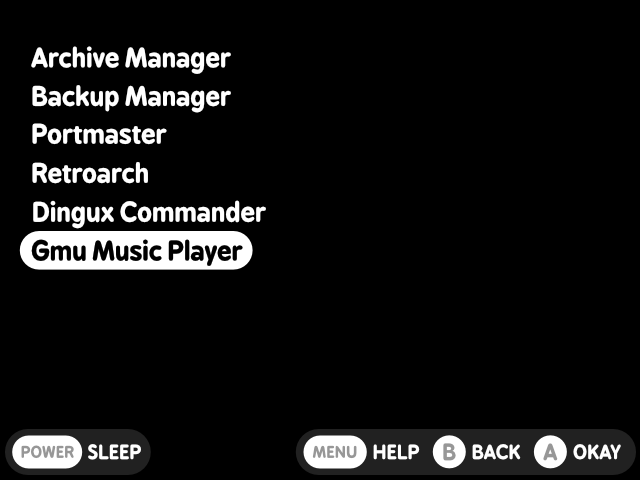 Archive Manager
Backup Manager
Portmaster
Retroarch
Dingux Commander
Gmu Music Player
POWER SLEEP MENU HELP B BACK A OKAY